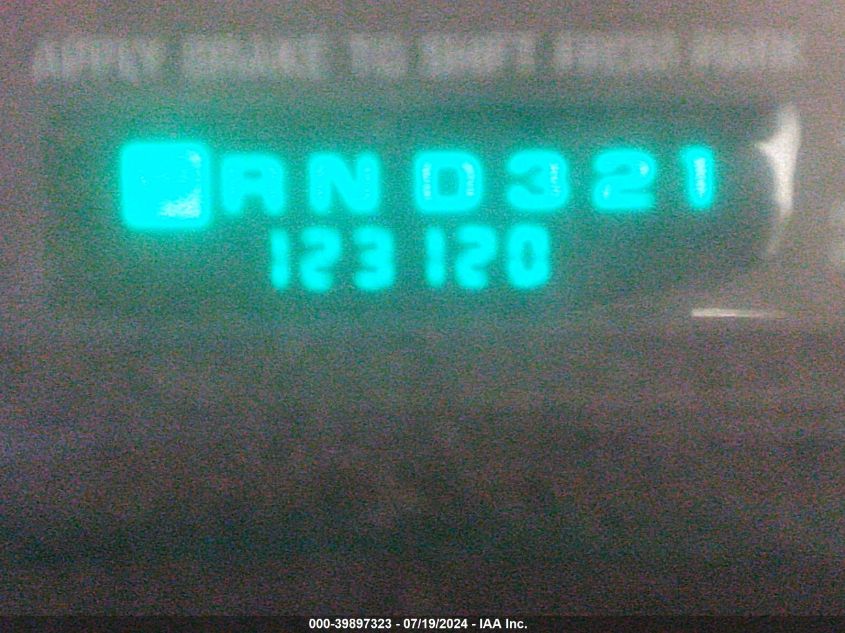 APPLY BRAKE TO SHIFT FROM PARK
R N D 3 2 1
123120
000-39897323 - 07/19/2024 - IAA Inc.